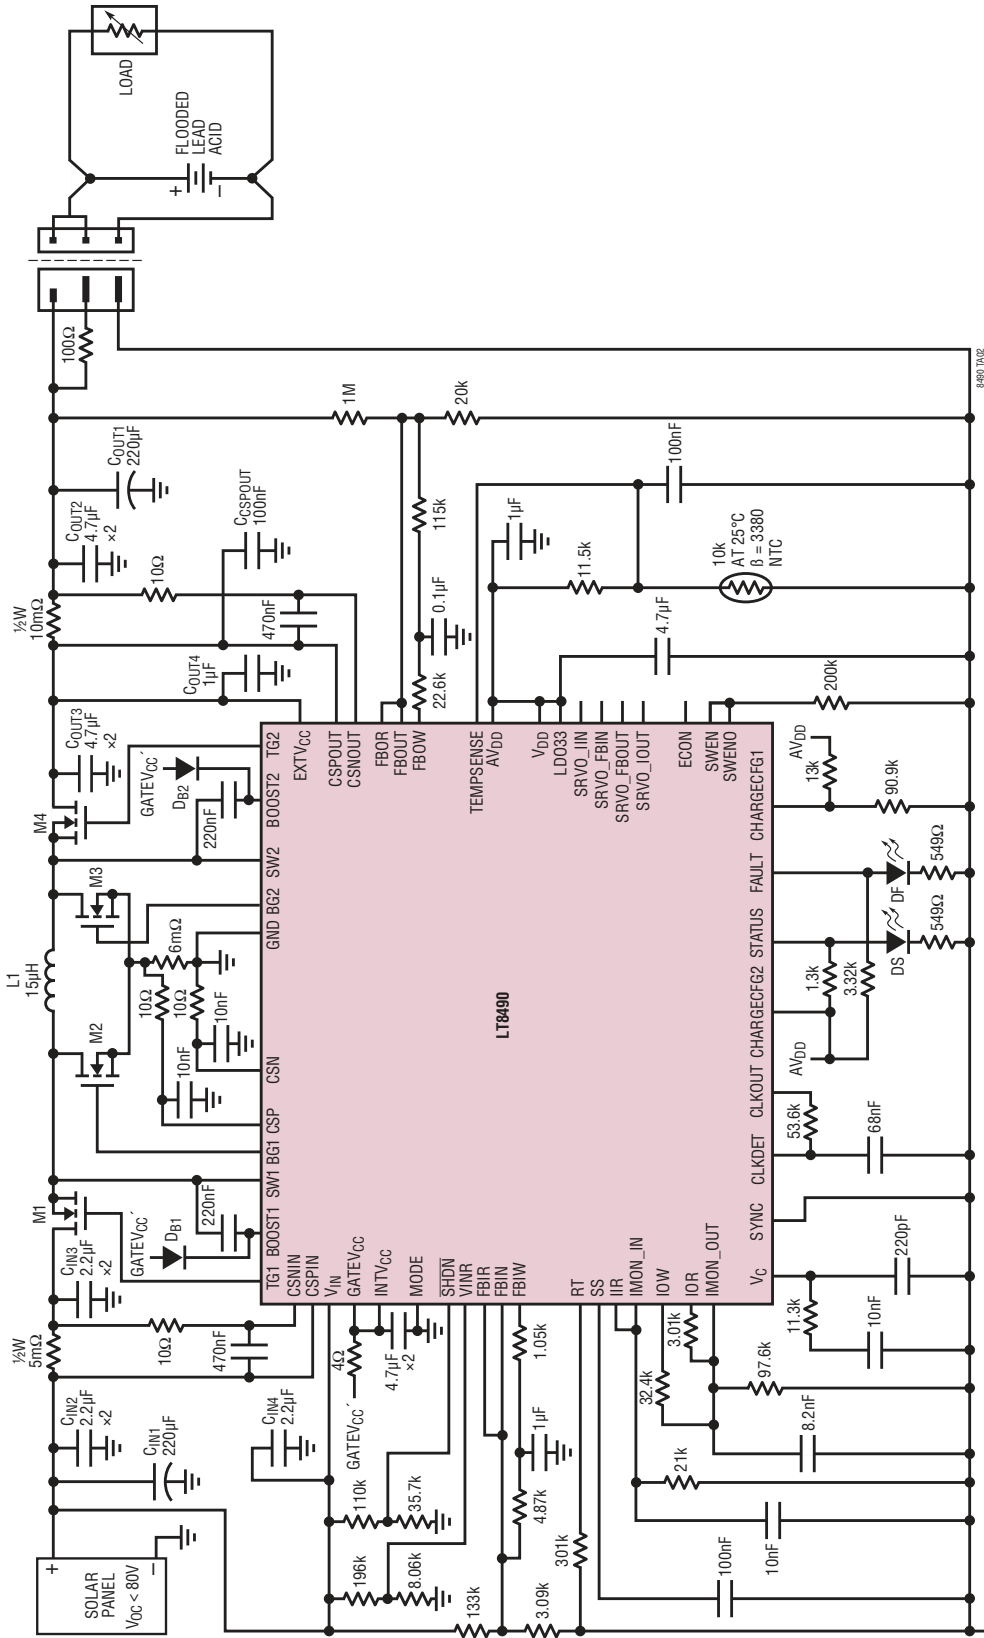 LOAD
FLOODED
LEAD
ACID
+
−
100Ω
1M
20k
COUT1
220µF
COUT2
4.7µF
×2
CCSPOUT
100nF
10Ω
½W
10mΩ
470nF
COUT4
1µF
COUT3
4.7µF
×2
115k
0.1µF
22.6k
1µF
100nF
11.5k
10k
AT 25°C
β = 3380
NTC
4.7µF
200k
8490 TA02
M4
GATEVCC´
DB2
220nF
M3
L1
15µH
6mΩ
10Ω
10Ω
10nF
10nF
M2
M1
GATEVCC´
DB1
220nF
CIN3
2.2µF
×2
½W
5mΩ
10Ω
470nF
CIN2
2.2µF
×2
CIN1
220µF
CIN4
2.2µF
SOLAR
PANEL
VOC < 80V
+
−
TG1 BOOST1 SW1 BG1 CSP CSN GND BG2 SW2 BOOST2 TG2
EXTVCC
CSPOUT
CSNOUT
FBOR
FBOUT
FBOW
TEMPSENSE
AVDD
VDD
LDO33
SRVO_IN
SRVO_FBIN
SRVO_FBOUT
SRVO_IOUT
ECON
SWEN
SWENO
LT8490
CSNIN
CSPIN
VIN
GATEVCC
INTVCC
MODE
SHDN
VINR
FBIR
FBIN
FBIW
RT
SS
IIR
IMON_IN
IOW
IOR
IMON_OUT
VC SYNC CLKDET CLKOUT CHARGECFG2 STATUS FAULT CHARGECFG1
4Ω
GATEVCC´
4.7µF
×2
110k
35.7k
196k
8.06k
1.05k
1µF
4.87k
133k
3.09k
301k
100nF
10nF
21k
8.2nF
32.4k
3.01k
97.6k
11.3k
10nF
220pF
53.6k
68nF
AVDD
1.3k
3.32k
DS
549Ω
DF
549Ω
AVDD
13k
90.9k